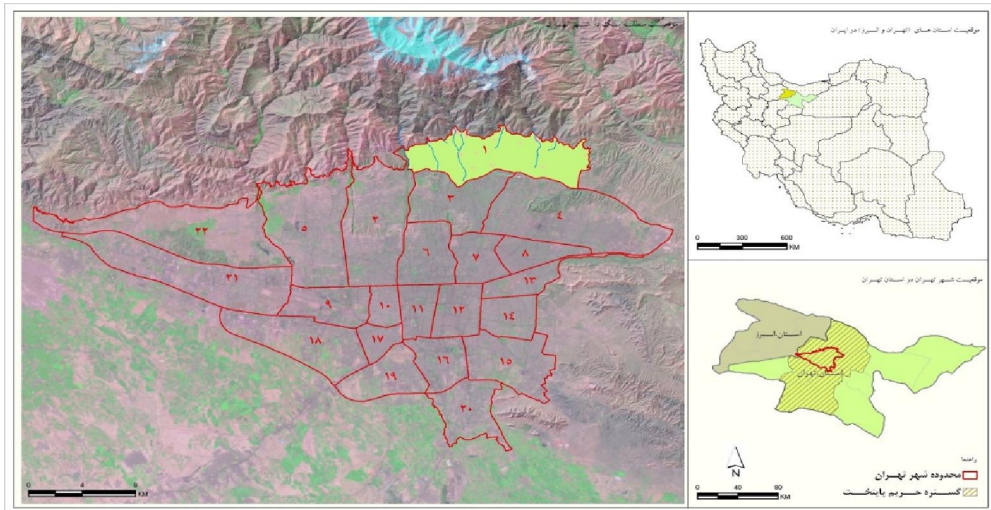 موقعیت استان های (تهران و البرز) در ایران
۱
۲
۳
۴
۵
۶
۷
۸
۹
۱۰
۱۱
۱۲
۱۳
۱۴
۱۵
۱۶
۱۷
۱۸
۱۹
۲۰
۲۱
۲۲
0 4 8
KM
0 300 600
KM
موقعیت شهر تهران در استان تهران
استان البرز
استان تهران
N
0 40 80
KM
راهنما
محدوده شهر تهران
گستره حریم پایتخت